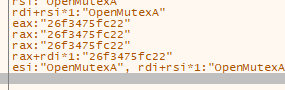 rsi:"OpenMutexA"
rdi+rsi*1:"OpenMutexA"
eax:"26f3475fc22"
rax:"26f3475fc22"
rax:"26f3475fc22"
rax+rdi*1:"26f3475fc22"
esi:"OpenMutexA", rdi+rsi*1:"OpenMutexA